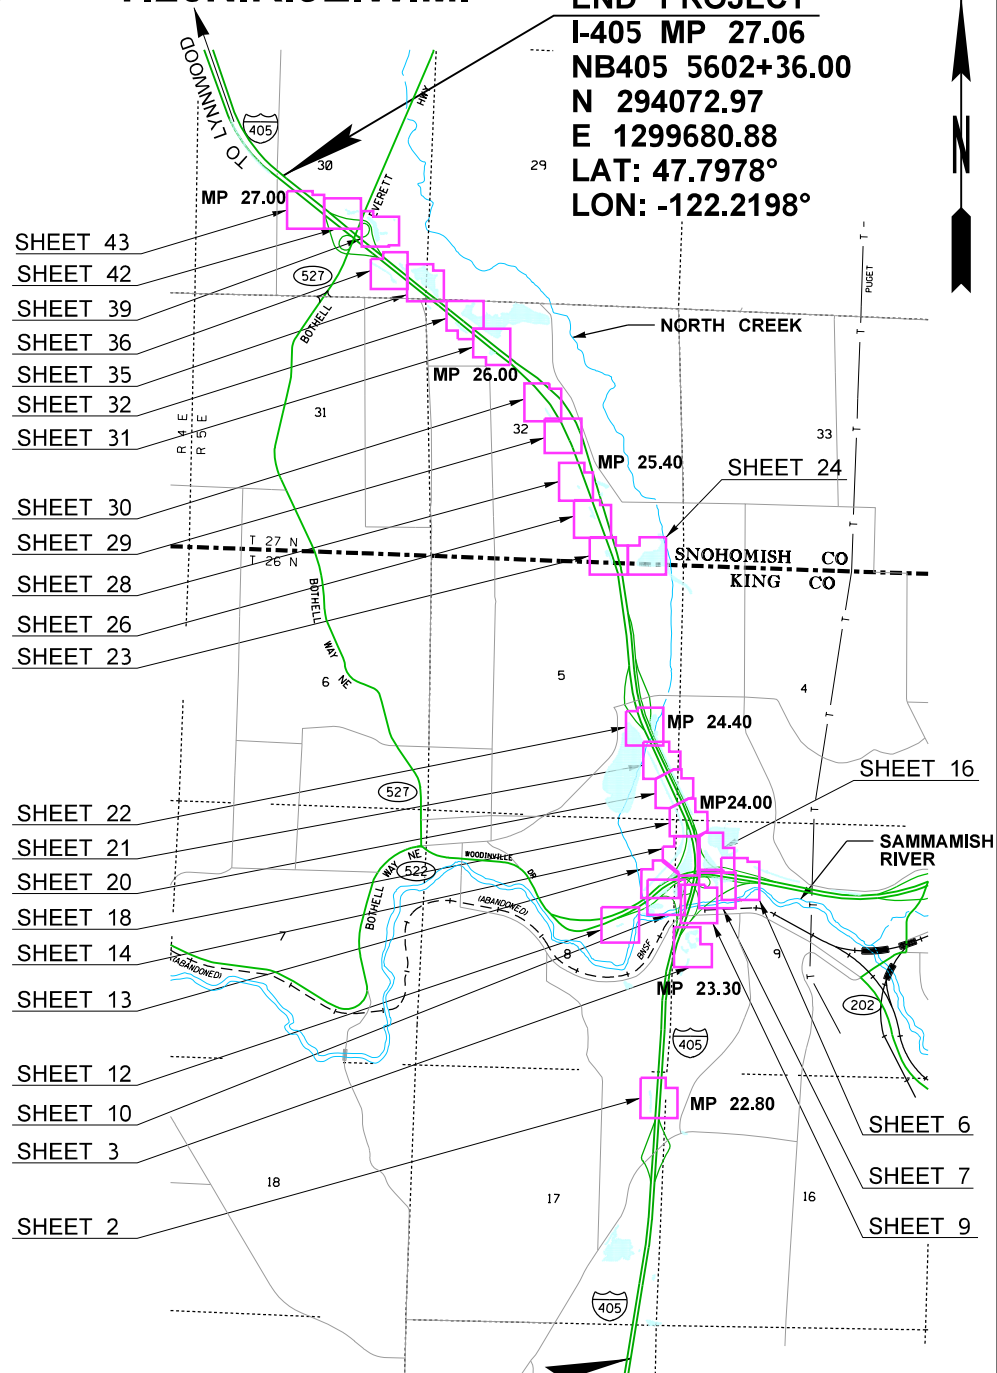 END PROJECT
I-405 MP 27.06
NB405 5602+36.00
N 294072.97
E 1299680.88
LAT: 47.7978°
LON: -122.2198°
N
TO LYNNWOOD
405
30
29
HWY
EVERETT
MP 27.00
SHEET 43
SHEET 42
SHEET 39
SHEET 36
SHEET 35
SHEET 32
SHEET 31
SHEET 30
SHEET 29
SHEET 28
SHEET 26
SHEET 23
527
BOTHELL
PUGET
T
NORTH CREEK
MP 26.00
R 4 E
R 5 E
31
32
33
MP 25.40
SHEET 24
T 27 N
T 26 N
SNOHOMISH CO
KING CO
BOTHELL
WAY
NE
6
5
4
MP 24.40
SHEET 16
MP24.00
527
SHEET 22
SHEET 21
SHEET 20
SHEET 18
SHEET 14
SHEET 13
SHEET 12
SHEET 10
SHEET 3
SHEET 2
SAMMAMISH
RIVER
BOTHELL WAY NE
522
WOODINVILLE
DR
(ABANDONED)
(ABANDONED)
BNSF
7
8
9
MP 23.30
202
405
MP 22.80
SHEET 6
SHEET 7
SHEET 9
18
17
16
405